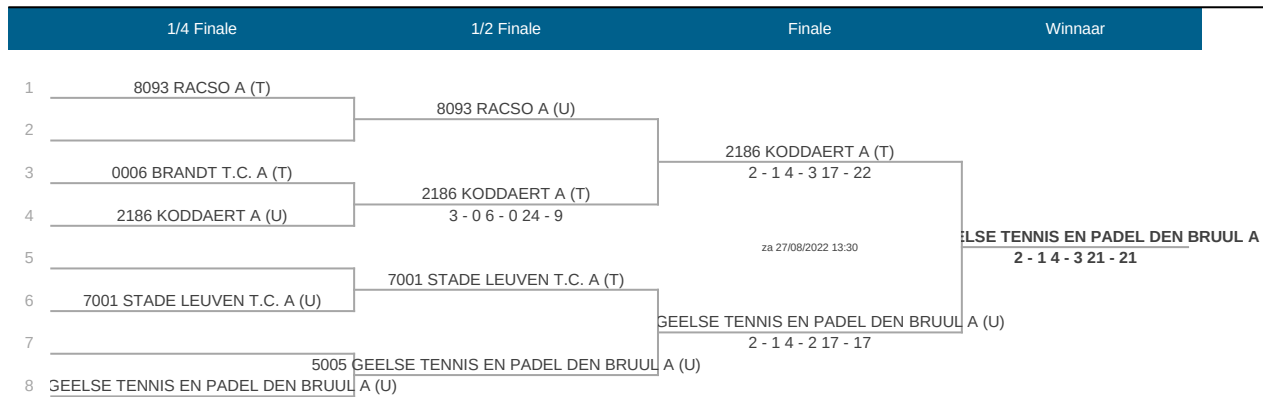 1/4 Finale 1/2 Finale Finale Winnaar
1 8093 RACSO A (T)
8093 RACSO A (U)
2
2186 KODDAERT A (T)
3 0006 BRANDT T.C. A (T)
2 - 1 4 - 3 17 - 22
2186 KODDAERT A (T)
4 2186 KODDAERT A (U)
3 - 0 6 - 0 24 - 9
ELSE TENNIS EN PADEL DEN BRUUL A
za 27/08/2022 13:30
5
2 - 1 4 - 3 21 - 21
7001 STADE LEUVEN T.C. A (T)
6 7001 STADE LEUVEN T.C. A (U)
GEELSE TENNIS EN PADEL DEN BRUUL A (U)
7
2 - 1 4 - 2 17 - 17
5005 GEELSE TENNIS EN PADEL DEN BRUUL A (U)
8 GEELSE TENNIS EN PADEL DEN BRUUL A (U)